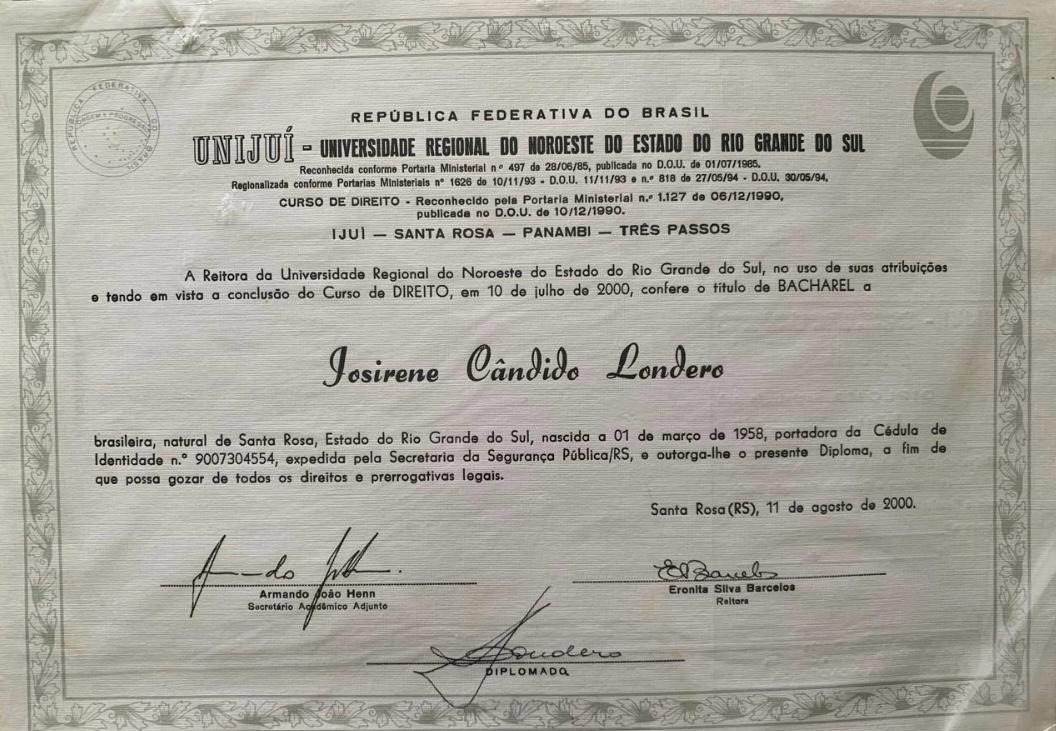 REPÚBLICA FEDERATIVA DO BRASIL
ORDEM E PROGRESSO
REPÚBLICA FEDERATIVA DO BRASIL
UNIJUÍ - UNIVERSIDADE REGIONAL DO NOROESTE DO ESTADO DO RIO GRANDE DO SUL
Reconhecida conforme Portaria Ministerial nº 497 de 28/06/85, publicada no D.O.U. de 01/07/1985.
Regionalizada conforme Portarias Ministeriais nº 1626 de 10/11/93 - D.O.U. 11/11/93 e n.º 818 de 27/05/94 - D.O.U. 30/05/94.
CURSO DE DIREITO - Reconhecido pela Portaria Ministerial n.º 1.127 de 06/12/1990,
publicada no D.O.U. de 10/12/1990.
IJUÍ — SANTA ROSA — PANAMBI — TRÊS PASSOS
A Reitora da Universidade Regional do Noroeste do Estado do Rio Grande do Sul, no uso de suas atribuições
e tendo em vista a conclusão do Curso de DIREITO, em 10 de julho de 2000, confere o título de BACHAREL a
Josirene Cândido Londero
brasileira, natural de Santa Rosa, Estado do Rio Grande do Sul, nascida a 01 de março de 1958, portadora da Cédula de
Identidade n.º 9007304554, expedida pela Secretaria da Segurança Pública/RS, e outorga-lhe o presente Diploma, a fim de
que possa gozar de todos os direitos e prerrogativas legais.
Santa Rosa (RS), 11 de agosto de 2000.
Armando João Henn
Secretário Acadêmico Adjunto
Eronita Silva Barcelos
Reitora
Londero
DIPLOMADO